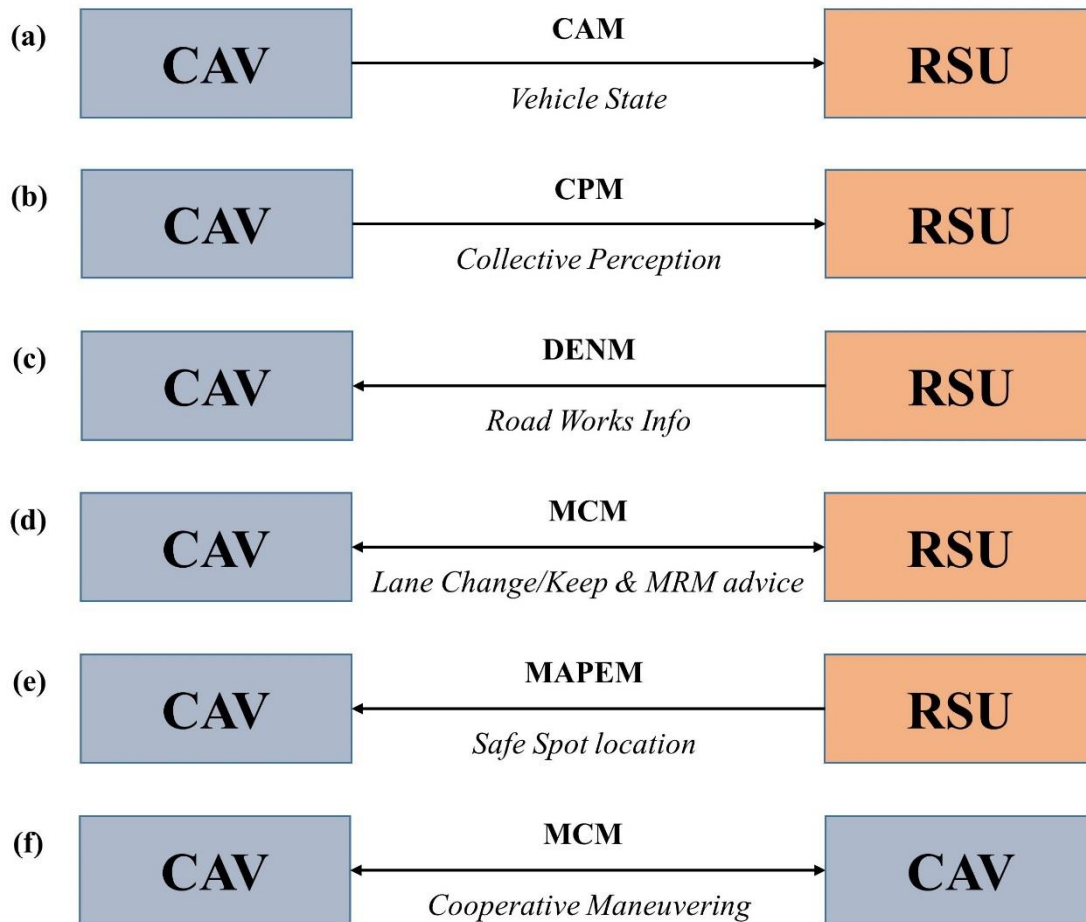 (a) CAV CAM RSU
Vehicle State
(b) CAV CPM RSU
Collective Perception
(c) CAV DENM RSU
Road Works Info
(d) CAV MCM RSU
Lane Change/Keep & MRM advice
(e) CAV MAPEM RSU
Safe Spot location
(f) CAV MCM CAV
Cooperative Maneuvering